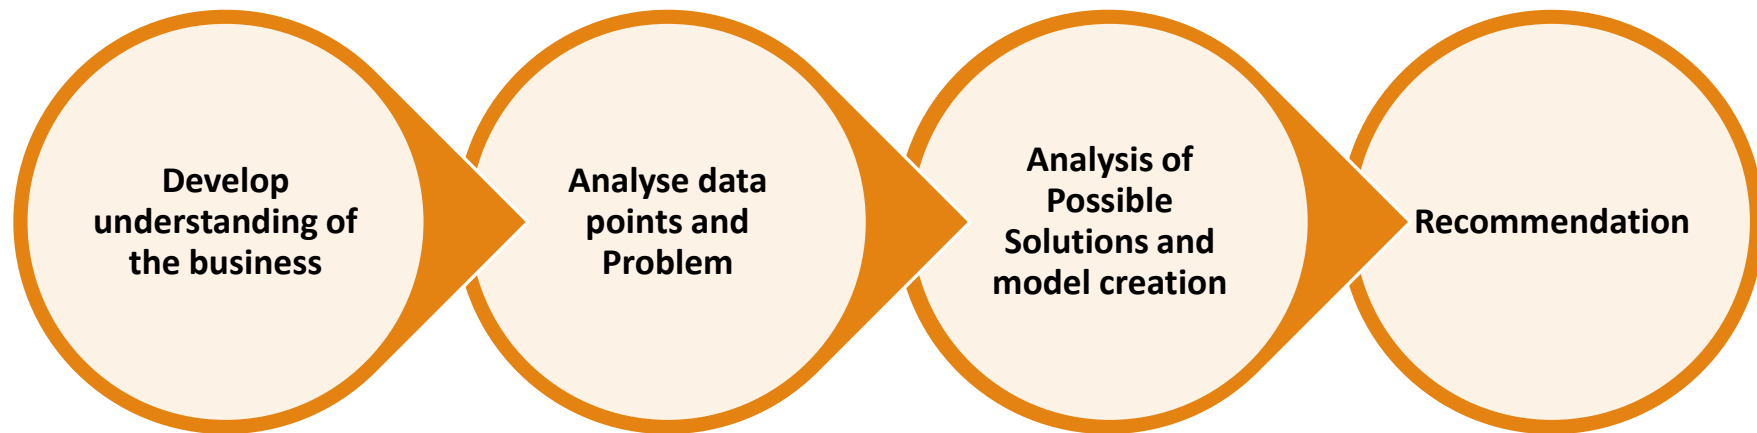 Develop
understanding of
the business
Analyse data
points and
Problem
Analysis of
Possible
Solutions and
model creation
Recommendation